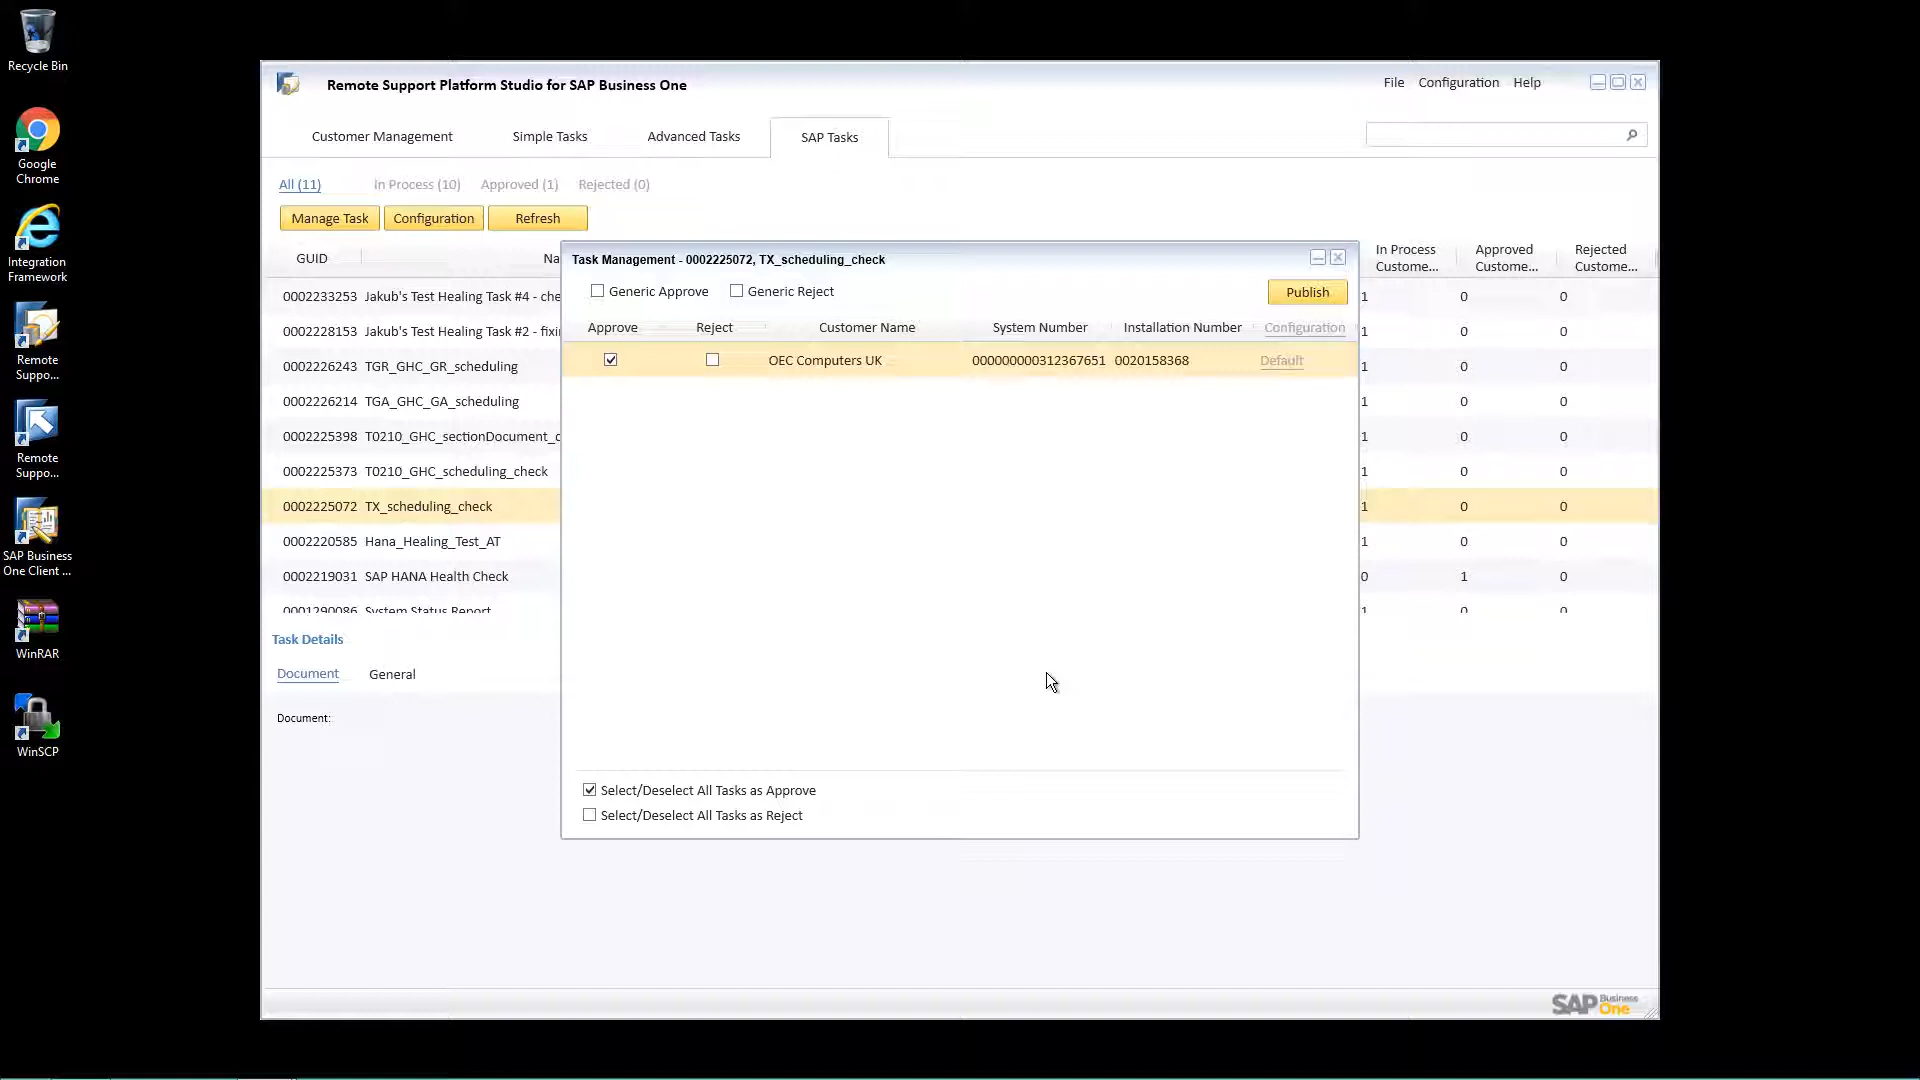 Recycle Bin
Google
Chrome
Integration
Framework
Remote
Suppo...
Remote
Suppo...
SAP Business
One Client ...
WinRAR
WinSCP
Remote Support Platform Studio for SAP Business One
File Configuration Help
Customer Management Simple Tasks Advanced Tasks SAP Tasks
All (11) In Process (10) Approved (1) Rejected (0)
Manage Task Configuration Refresh
GUID Na
In Process
Custome...
Approved
Custome...
Rejected
Custome...
0002233253 Jakub's Test Healing Task #4 - che 1 0 0
0002228153 Jakub's Test Healing Task #2 - fixi 1 0 0
0002226243 TGR_GHC_GR_scheduling 1 0 0
0002226214 TGA_GHC_GA_scheduling 1 0 0
0002225398 T0210_GHC_sectionDocument_c 1 0 0
0002225373 T0210_GHC_scheduling_check 1 0 0
0002225072 TX_scheduling_check 1 0 0
0002220585 Hana_Healing_Test_AT 1 0 0
0002219031 SAP HANA Health Check 0 1 0
0001290086 System Status Report 1 0 0
Task Management - 0002225072, TX_scheduling_check
Generic Approve Generic Reject Publish
Approve Reject Customer Name System Number Installation Number Configuration
OEC Computers UK 000000000312367651 0020158368 Default
Select/Deselect All Tasks as Approve
Select/Deselect All Tasks as Reject
Task Details
Document General
Document:
SAP Business One